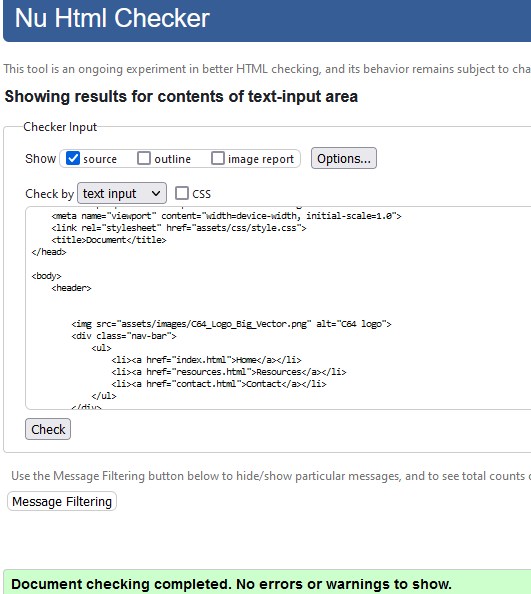 Nu Html Checker
This tool is an ongoing experiment in better HTML checking, and its behavior remains subject to cha
Showing results for contents of text-input area
Checker Input
Show source outline image report Options...
Check by text input CSS
<meta name="viewport" content="width=device-width, initial-scale=1.0">
<link rel="stylesheet" href="assets/css/style.css">
<title>Document</title>
</head>
<body>
<header>
<img src="assets/images/C64_Logo_Big_Vector.png" alt="C64 logo">
<div class="nav-bar">
<ul>
<li><a href="index.html">Home</a></li>
<li><a href="resources.html">Resources</a></li>
<li><a href="contact.html">Contact</a></li>
</ul>
</div>
Check
Use the Message Filtering button below to hide/show particular messages, and to see total counts
Message Filtering
Document checking completed. No errors or warnings to show.